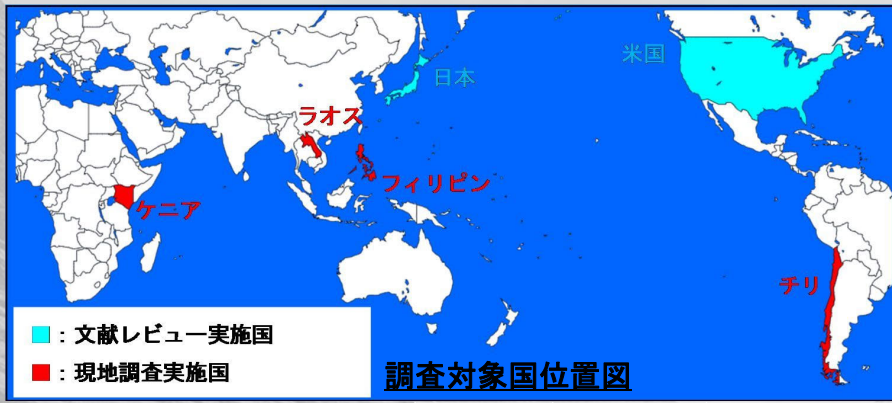 米国
日本
ラオス
フィリピン
ケニア
チリ
：文献レビュー実施国
：現地調査実施国
調査対象国位置図